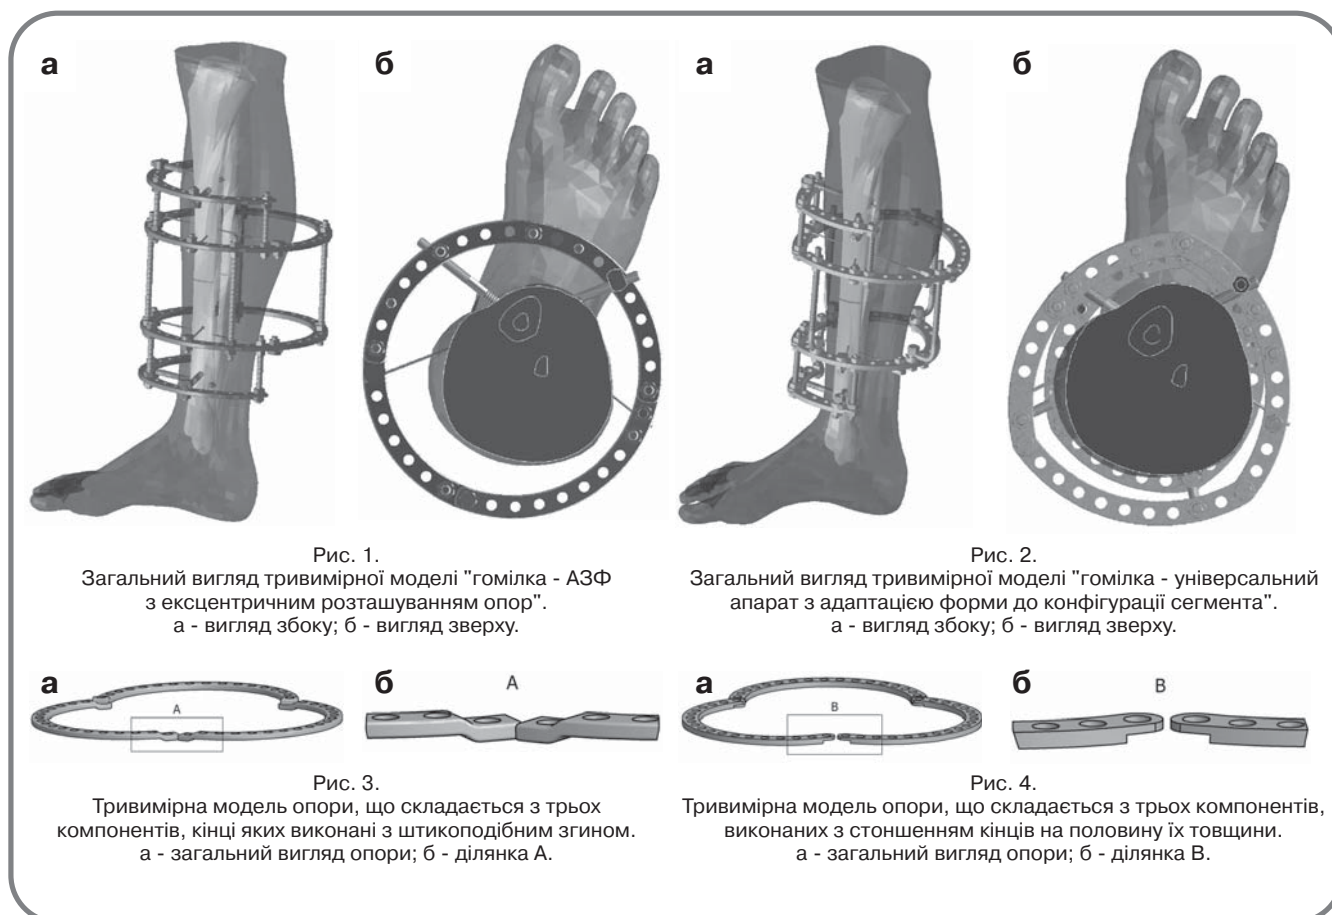 а б
Рис. 1.
Загальний вигляд тривимірної моделі "гомілка - АЗФ
з ексцентричним розташуванням опор".
а - вигляд збоку; б - вигляд зверху.
а б
Рис. 2.
Загальний вигляд тривимірної моделі "гомілка - універсальний
апарат з адаптацією форми до конфігурації сегмента".
а - вигляд збоку; б - вигляд зверху.
а б A
A
Рис. 3.
Тривимірна модель опори, що складається з трьох
компонентів, кінці яких виконані з штикоподібним згином.
а - загальний вигляд опори; б - ділянка А.
а б B
B
Рис. 4.
Тривимірна модель опори, що складається з трьох компонентів,
виконаних з стоншенням кінців на половину їх товщини.
а - загальний вигляд опори; б - ділянка В.